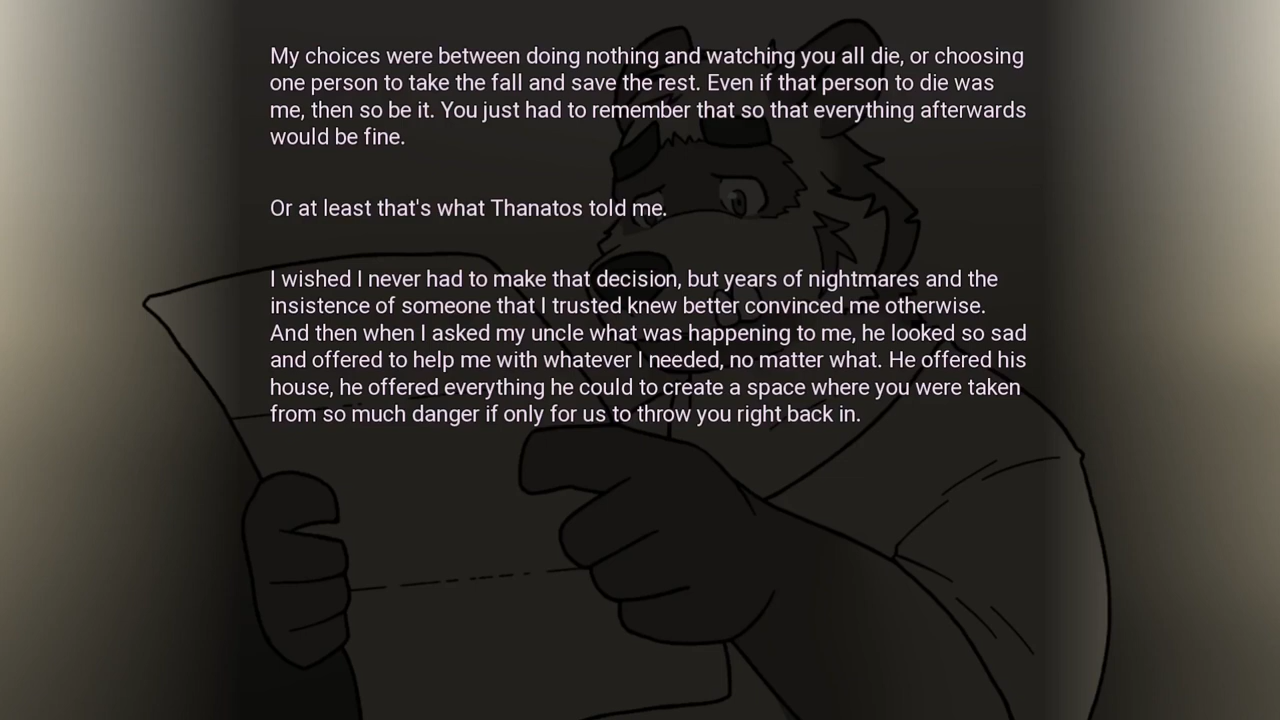 My choices were between doing nothing and watching you all die, or choosing
one person to take the fall and save the rest. Even if that person to die was
me, then so be it. You just had to remember that so that everything afterwards
would be fine.
Or at least that's what Thanatos told me.
I wished I never had to make that decision, but years of nightmares and the
insistence of someone that I trusted knew better convinced me otherwise.
And then when I asked my uncle what was happening to me, he looked so sad
and offered to help me with whatever I needed, no matter what. He offered his
house, he offered everything he could to create a space where you were taken
from so much danger if only for us to throw you right back in.